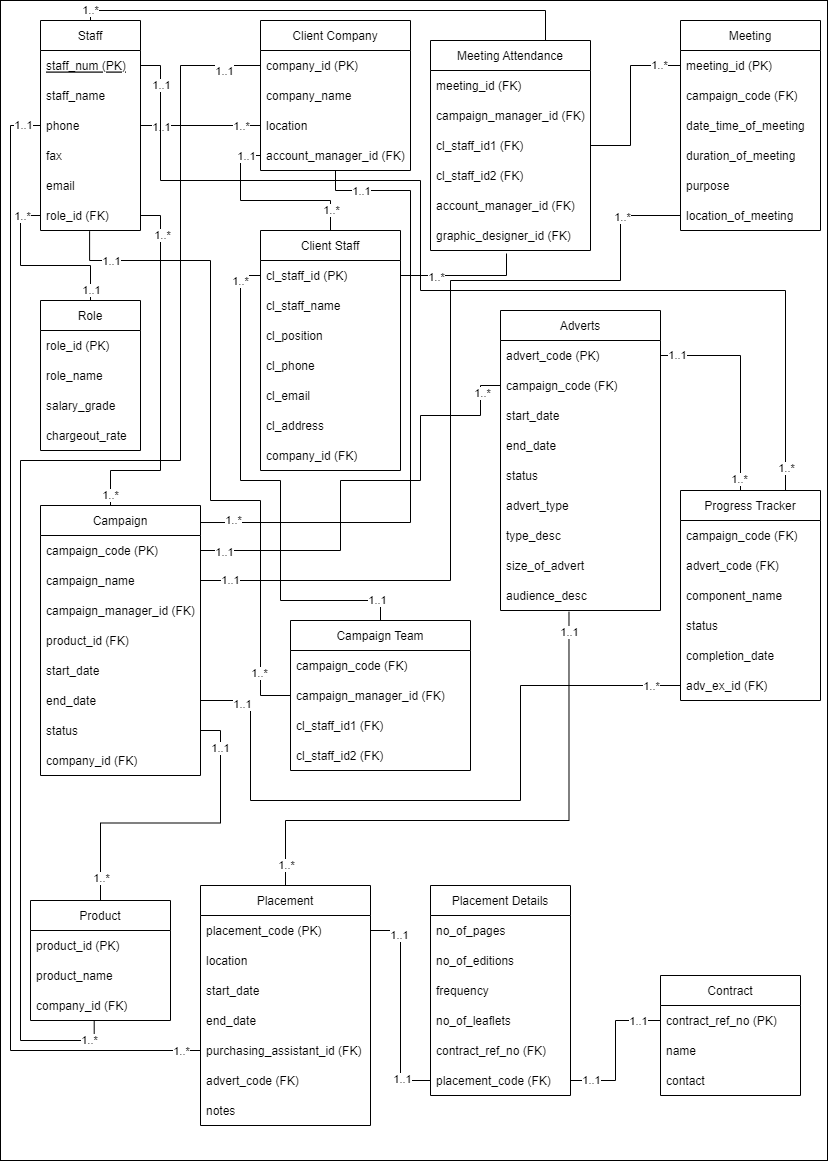 1..*
Staff
staff_num (PK)
staff_name
phone
fax
email
role_id (FK)
1..1
1..1
1..1
1..*
1..*
1..1
1..1
Role
role_id (PK)
role_name
salary_grade
chargeout_rate
Client Company
company_id (PK)
company_name
location
account_manager_id (FK)
1..1
1..*
1..1
1..1
1..*
Client Staff
cl_staff_id (PK)
cl_staff_name
cl_position
cl_phone
cl_email
cl_address
company_id (FK)
1..*
1..*
Meeting Attendance
meeting_id (FK)
campaign_manager_id (FK)
cl_staff_id1 (FK)
cl_staff_id2 (FK)
account_manager_id (FK)
graphic_designer_id (FK)
Meeting
meeting_id (PK)
campaign_code (FK)
date_time_of_meeting
duration_of_meeting
purpose
location_of_meeting
1..*
1..*
Adverts
advert_code (PK)
campaign_code (FK)
start_date
end_date
status
advert_type
type_desc
size_of_advert
audience_desc
1..1
1..*
1..1
1..*
1..*
Progress Tracker
campaign_code (FK)
advert_code (FK)
component_name
status
completion_date
adv_ex_id (FK)
1..*
1..*
Campaign
campaign_code (PK)
campaign_name
campaign_manager_id (FK)
product_id (FK)
start_date
end_date
status
company_id (FK)
1..*
1..1
1..1
1..1
1..1
1..1
1..*
Campaign Team
campaign_code (FK)
campaign_manager_id (FK)
cl_staff_id1 (FK)
cl_staff_id2 (FK)
1..*
Product
product_id (PK)
product_name
company_id (FK)
1..*
1..*
1..*
Placement
placement_code (PK)
location
start_date
end_date
purchasing_assistant_id (FK)
advert_code (FK)
notes
1..1
1..1
Placement Details
no_of_pages
no_of_editions
frequency
no_of_leaflets
contract_ref_no (FK)
placement_code (FK)
1..1
1..1
Contract
contract_ref_no (PK)
name
contact